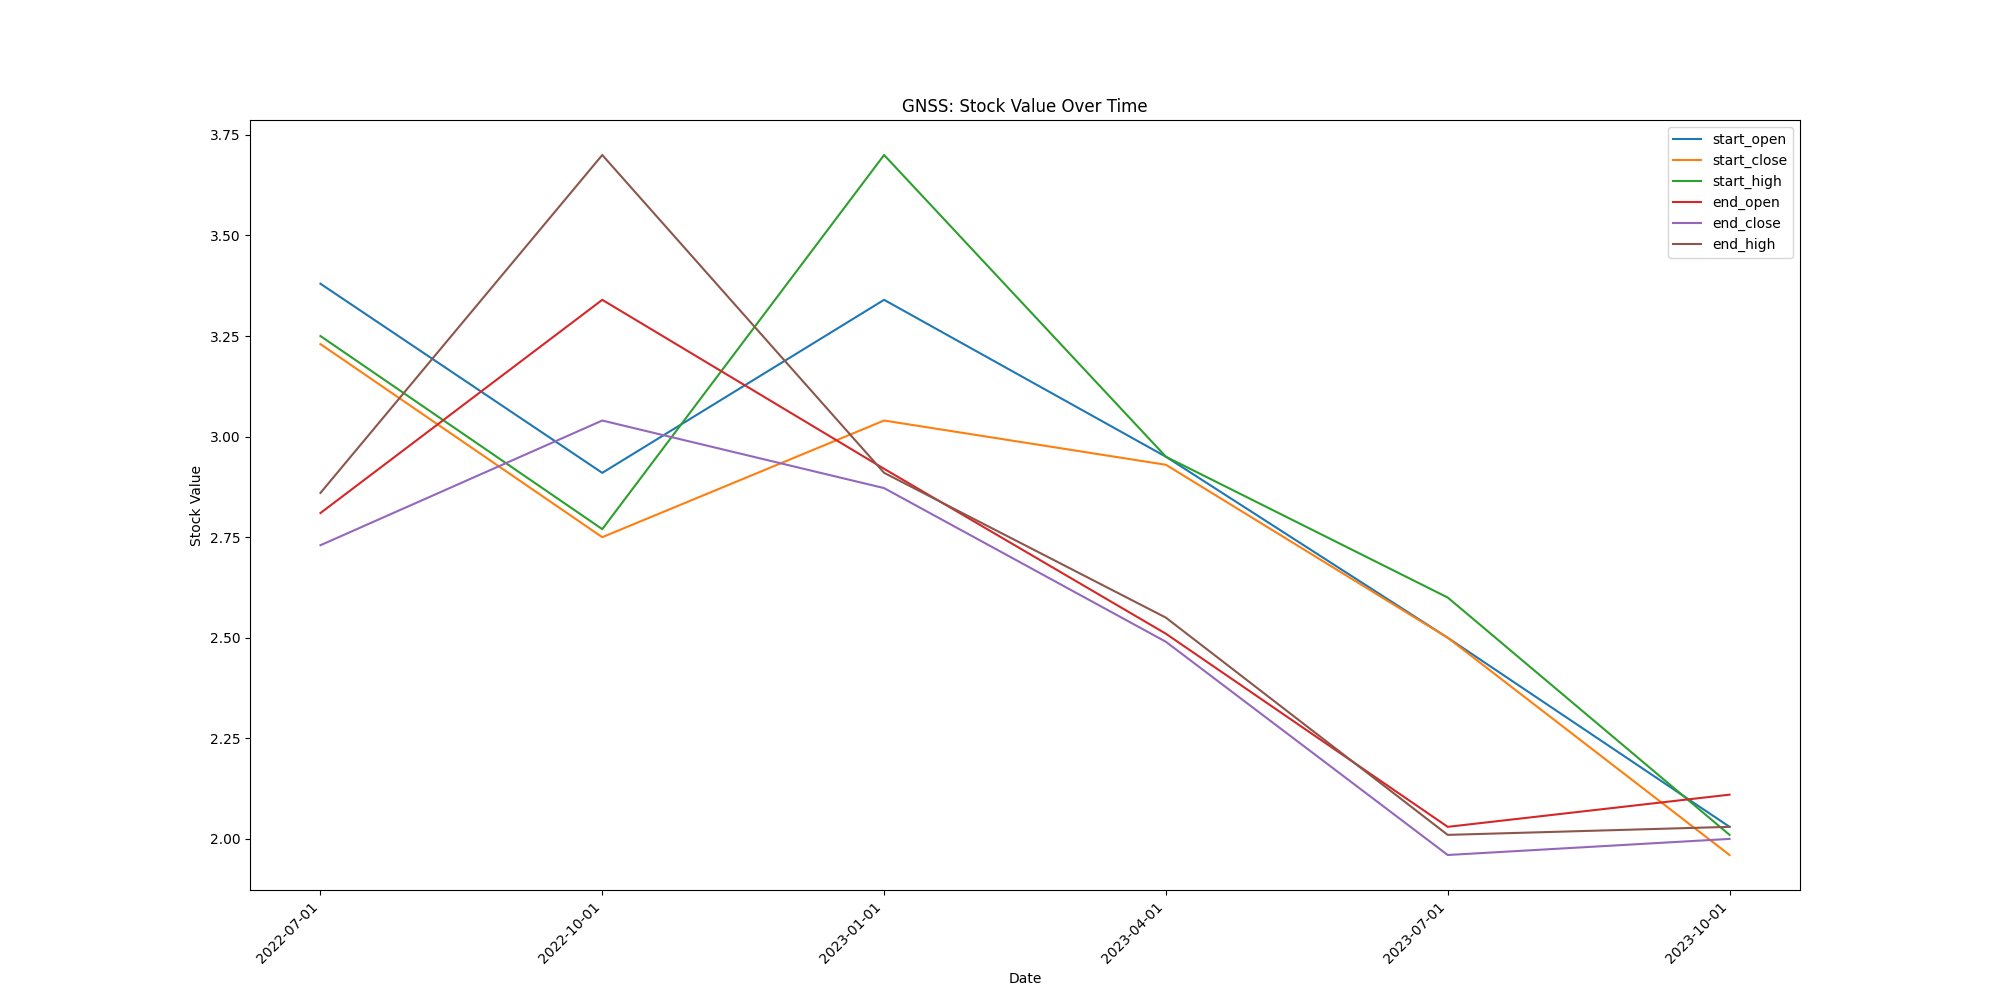 GNSS: Stock Value Over Time
3.75
3.50
3.25
3.00
2.75
2.50
2.25
2.00
Stock Value
start_open
start_close
start_high
end_open
end_close
end_high
2022-07-01
2022-10-01
2023-01-01
2023-04-01
2023-07-01
2023-10-01
Date